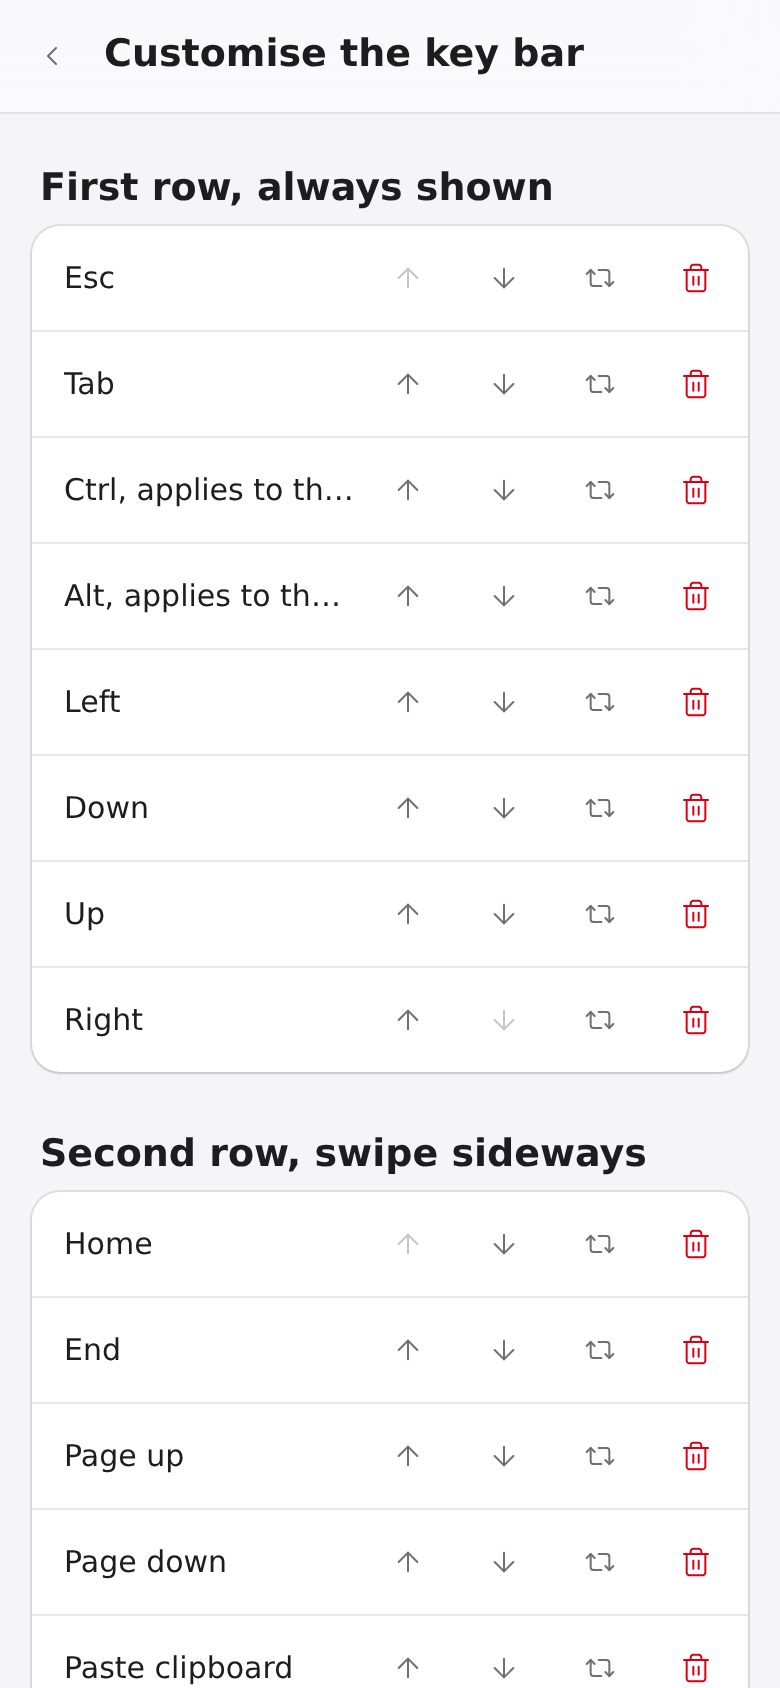 Customise the key bar
First row, always shown
Esc
Tab
Ctrl, applies to th…
Alt, applies to th…
Left
Down
Up
Right
Second row, swipe sideways
Home
End
Page up
Page down
Paste clipboard